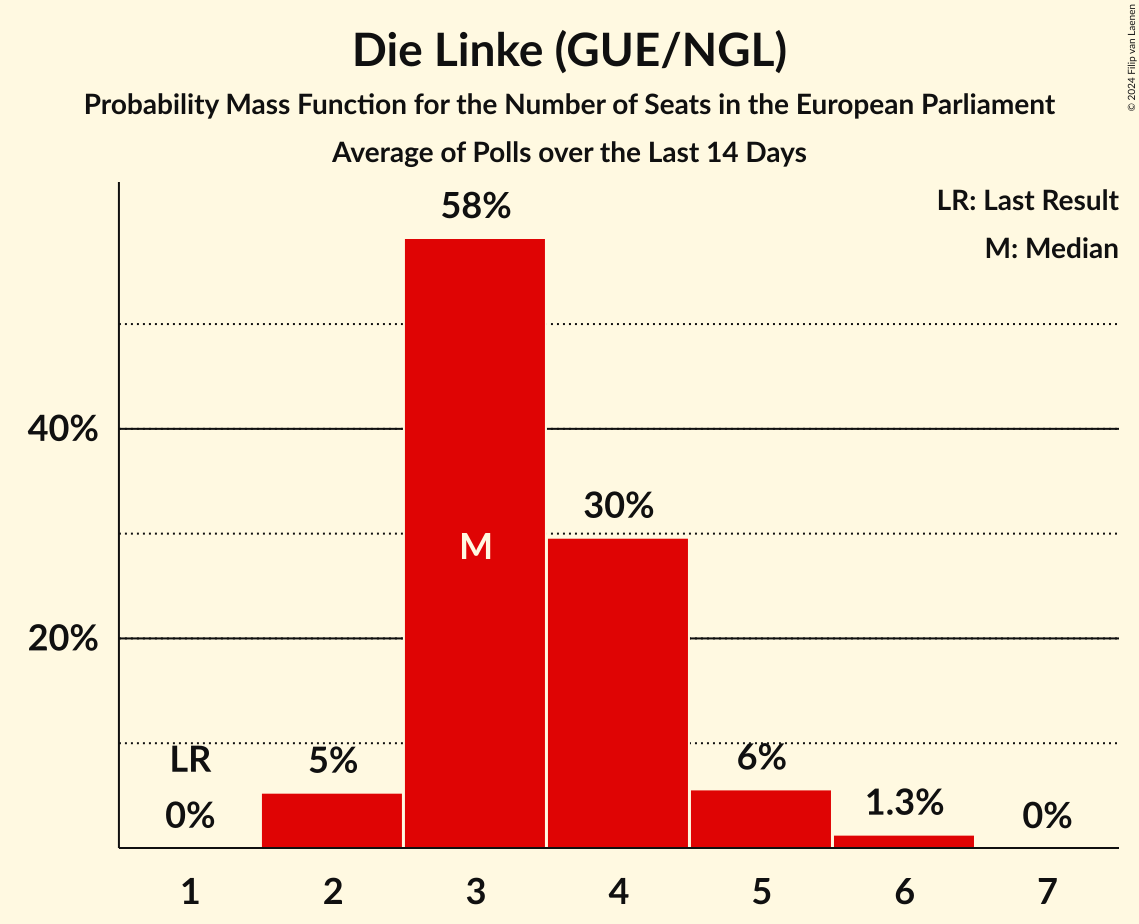 Die Linke (GUE/NGL)
Probability Mass Function for the Number of Seats in the European Parliament
Average of Polls over the Last 14 Days
© 2024 Filip van Laenen
LR: Last Result
M: Median
58%
40%
30%
M
20%
LR
5%
6%
0%
1.3%
0%
1 2 3 4 5 6 7